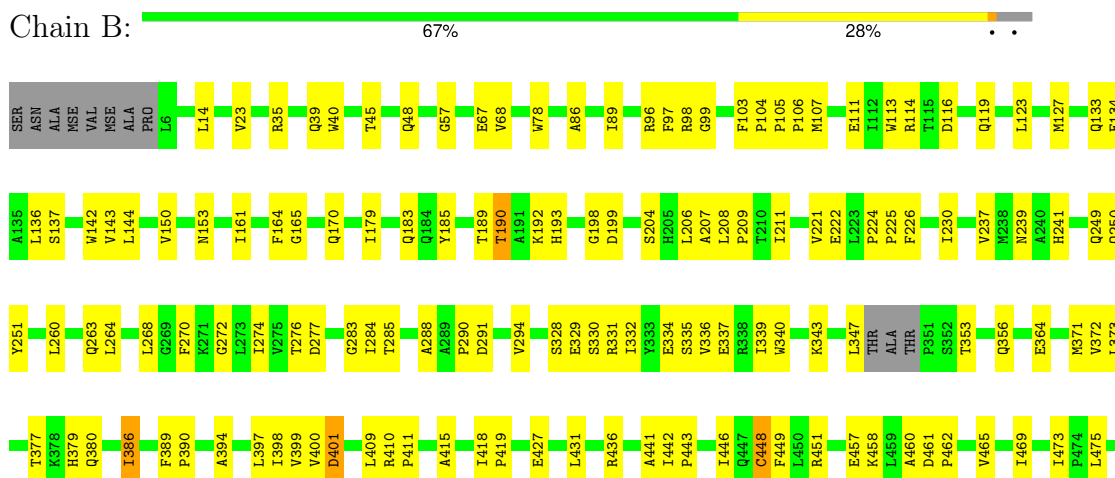 Chain B:
67% 28% • •
SER ASN ALA MSE VAL MSE ALA PRO L6 L14 V23 R35 Q39 W40 T45 Q48 G57 E67 V68 W78 A86 I89 R96 F97 R98 G99 F103 P104 P105 P106 M107 E111 I112 W113 R114 T115 D116 Q119 L123 M127 Q133
A135 L136 S137 W142 V143 L144 V150 N153 I161 F164 G165 Q170 I179 Q183 Q184 Y185 T189 T190 A191 K192 H193 G198 D199 S204 H205 L206 A207 L208 P209 T210 I211 V221 E222 L223 P224 P225 F226 I230 V237 M238 N239 A240 H241 Q249
Y251 L260 Q263 L264 L268 G269 F270 K271 G272 L273 I274 V275 T276 D277 G283 I284 T285 A288 A289 P290 D291 V294 S328 E329 S330 R331 I332 Y333 E334 S335 V336 E337 R338 I339 W340 K343 L347 THR ALA THR P351 S352 T353 Q356 E364 M371 V372
T377 K378 H379 Q380 I386 F389 P390 A394 L397 I398 V399 V400 D401 L409 R410 P411 A415 I418 P419 E427 L431 R436 A441 I442 P443 I446 Q447 C448 F449 L450 R451 E457 K458 L459 A460 D461 P462 V465 I469 I473 P474 L475